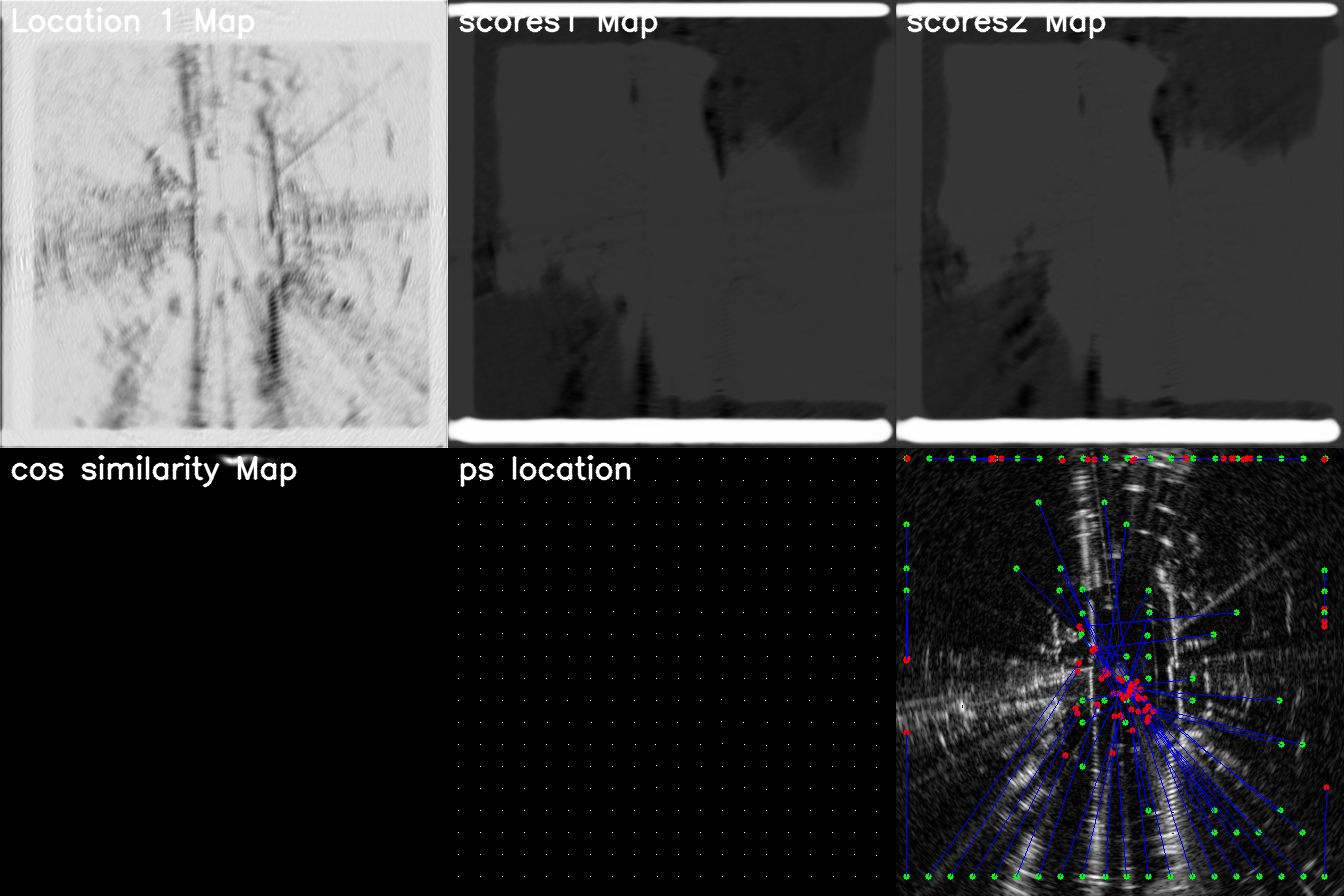 Location 1 Map
scores1 Map
scores2 Map
cos similarity Map
ps location